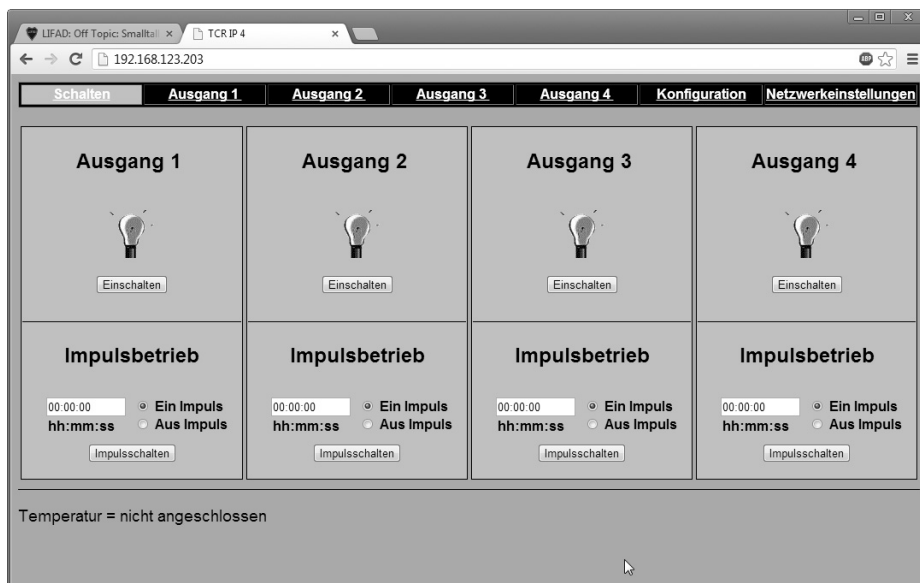 LIFAD: Off Topic: Smalltal
TCR IP 4
192.168.123.203
ABP
Schalten Ausgang 1 Ausgang 2 Ausgang 3 Ausgang 4 Konfiguration Netzwerkeinstellungen
Ausgang 1 Ausgang 2 Ausgang 3 Ausgang 4
Einschalten Einschalten Einschalten Einschalten
Impulsbetrieb Impulsbetrieb Impulsbetrieb Impulsbetrieb
00:00:00 Ein Impuls 00:00:00 Ein Impuls 00:00:00 Ein Impuls 00:00:00 Ein Impuls
hh:mm:ss Aus Impuls hh:mm:ss Aus Impuls hh:mm:ss Aus Impuls hh:mm:ss Aus Impuls
Impulsschalten Impulsschalten Impulsschalten Impulsschalten
Temperatur = nicht angeschlossen